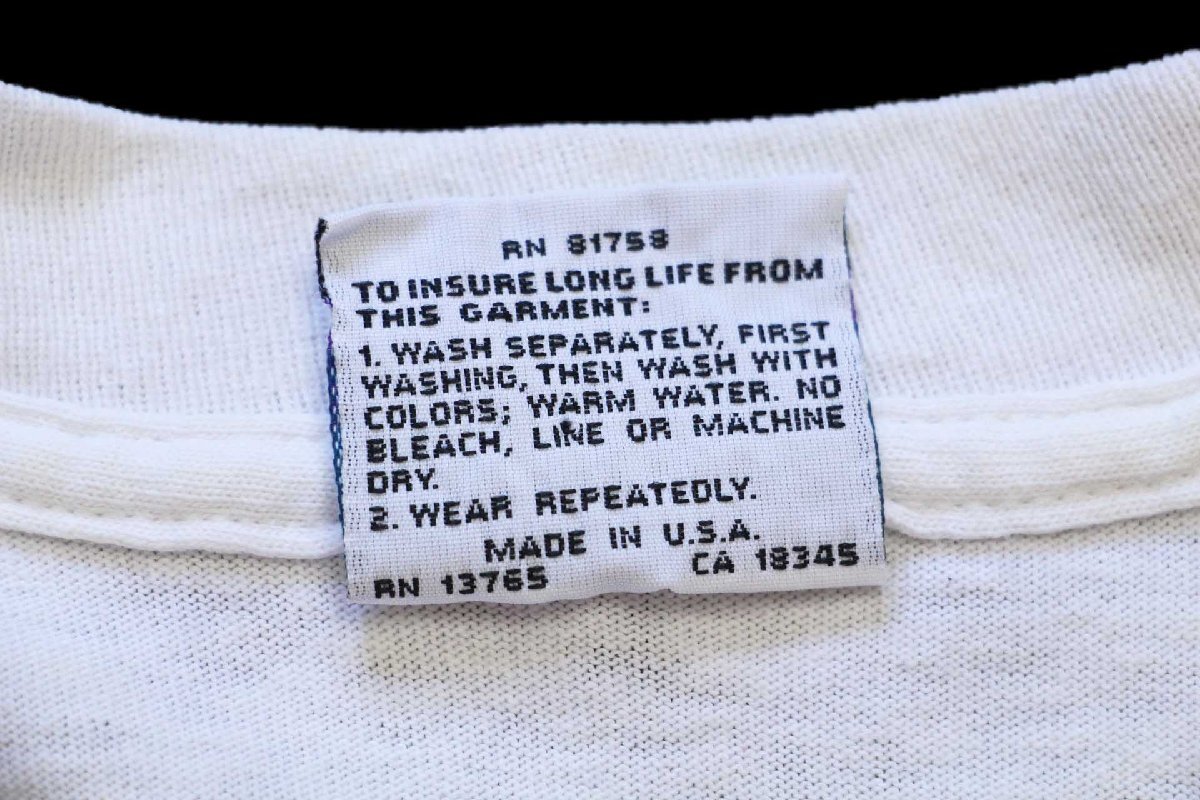 RN 81758
TO INSURE LONG LIFE FROM
THIS GARMENT:
1. WASH SEPARATELY, FIRST
WASHING, THEN WASH WITH
COLORS; WARM WATER. NO
BLEACH, LINE OR MACHINE
DRY.
2. WEAR REPEATEDLY.
MADE IN U.S.A.
RN 13765 CA 18345